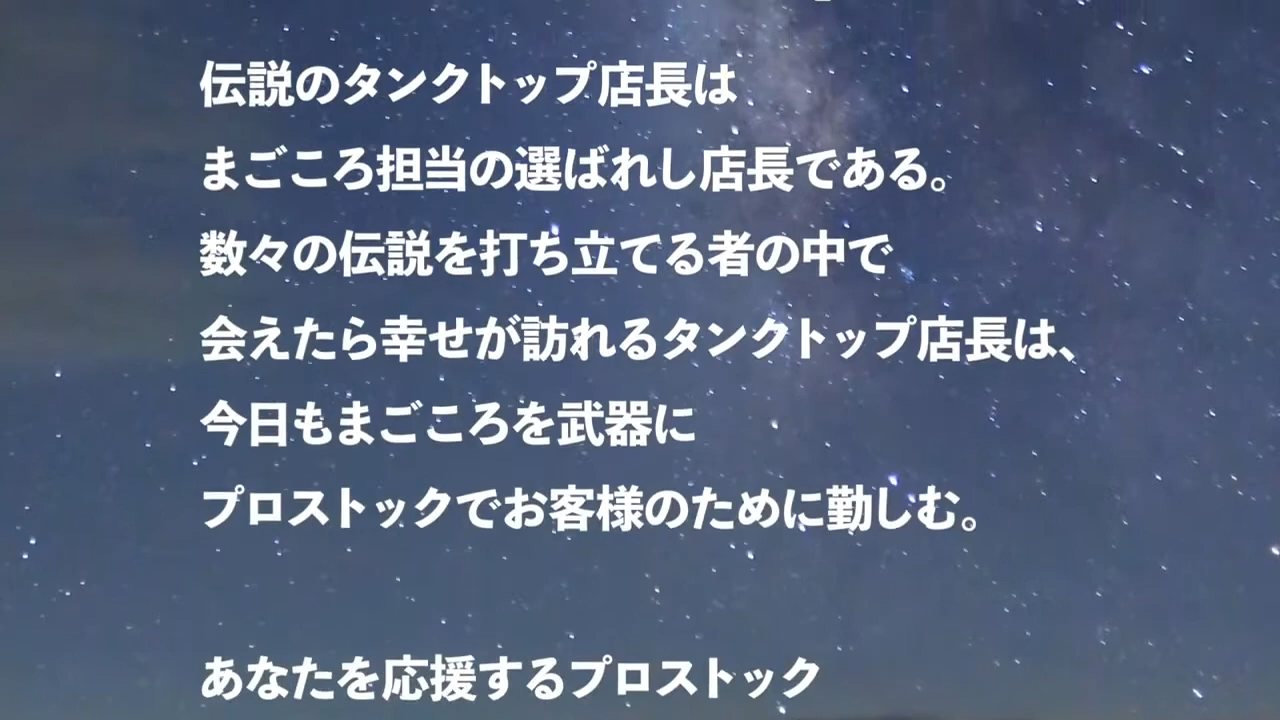 伝説のタンクトップ店長は
まごころ担当の選ばれし店長である。
数々の伝説を打ち立てる者の中で
会えたら幸せが訪れるタンクトップ店長は、
今日もまごころを武器に
プロストックでお客様のために勤しむ。
あなたを応援するプロストック